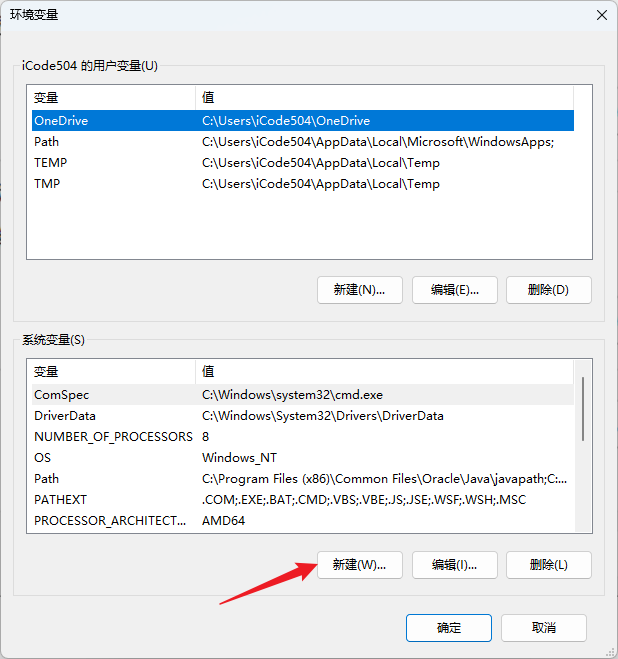 环境变量
iCode504 的用户变量(U)
变量 值
OneDrive C:\Users\iCode504\OneDrive
Path C:\Users\iCode504\AppData\Local\Microsoft\WindowsApps;
TEMP C:\Users\iCode504\AppData\Local\Temp
TMP C:\Users\iCode504\AppData\Local\Temp
新建(N)... 编辑(E)... 删除(D)
系统变量(S)
变量 值
ComSpec C:\Windows\system32\cmd.exe
DriverData C:\Windows\System32\Drivers\DriverData
NUMBER_OF_PROCESSORS 8
OS Windows_NT
Path C:\Program Files (x86)\Common Files\Oracle\Java\javapath;C:...
PATHEXT .COM;.EXE;.BAT;.CMD;.VBS;.VBE;.JS;.JSE;.WSF;.WSH;.MSC
PROCESSOR_ARCHITECT... AMD64
新建(W)... 编辑(I)... 删除(L)
确定 取消